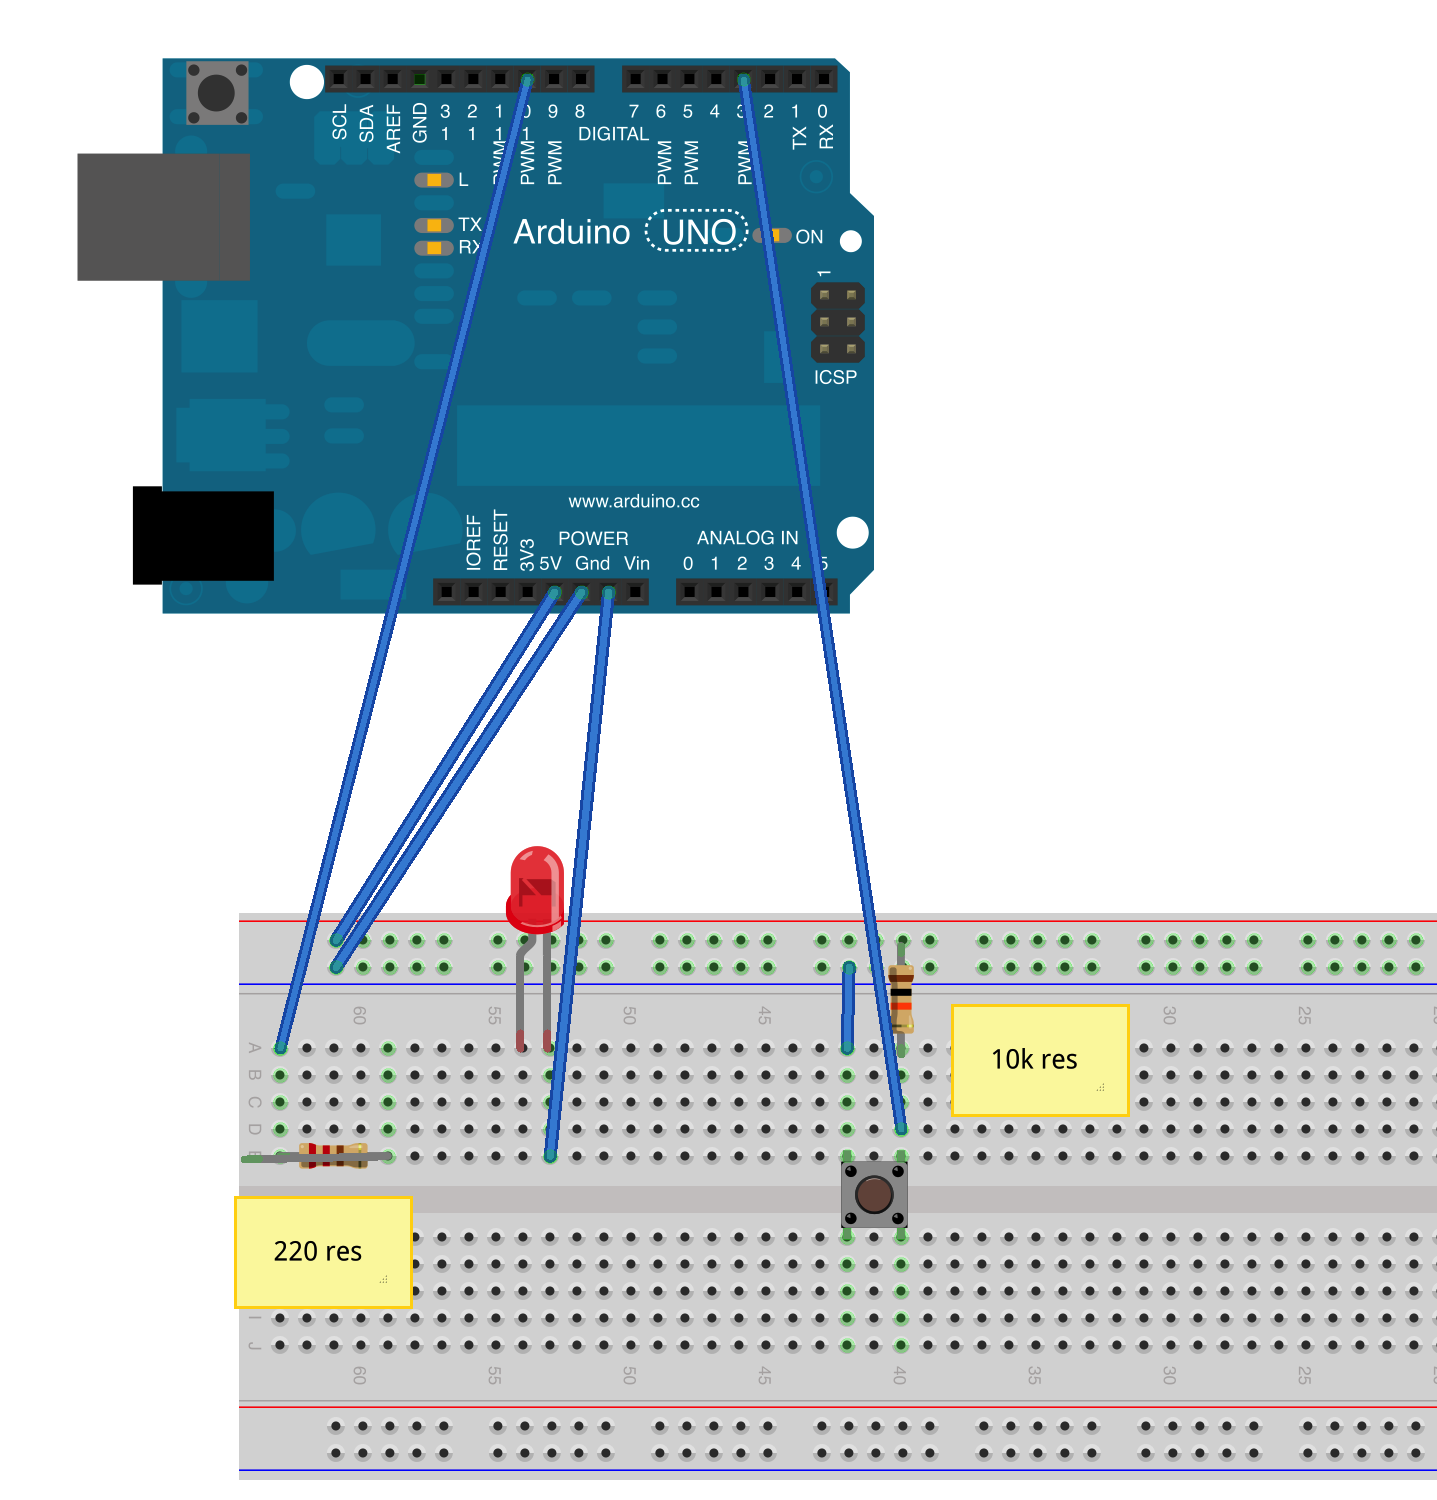 SCL SDA AREF GND 13 12 11 10 9 8 7 6 5 4 3 2 1 0
PWM PWM PWM DIGITAL PWM PWM PWM TX RX
L
TX
RX
Arduino UNO ON
1
ICSP
www.arduino.cc
POWER ANALOG IN
IOREF RESET 3V3 5V Gnd Vin 0 1 2 3 4 5
60 55 50 45 30 25
A
B
C
D
E
10k res
220 res
I
J
60 55 50 45 40 35 30 25